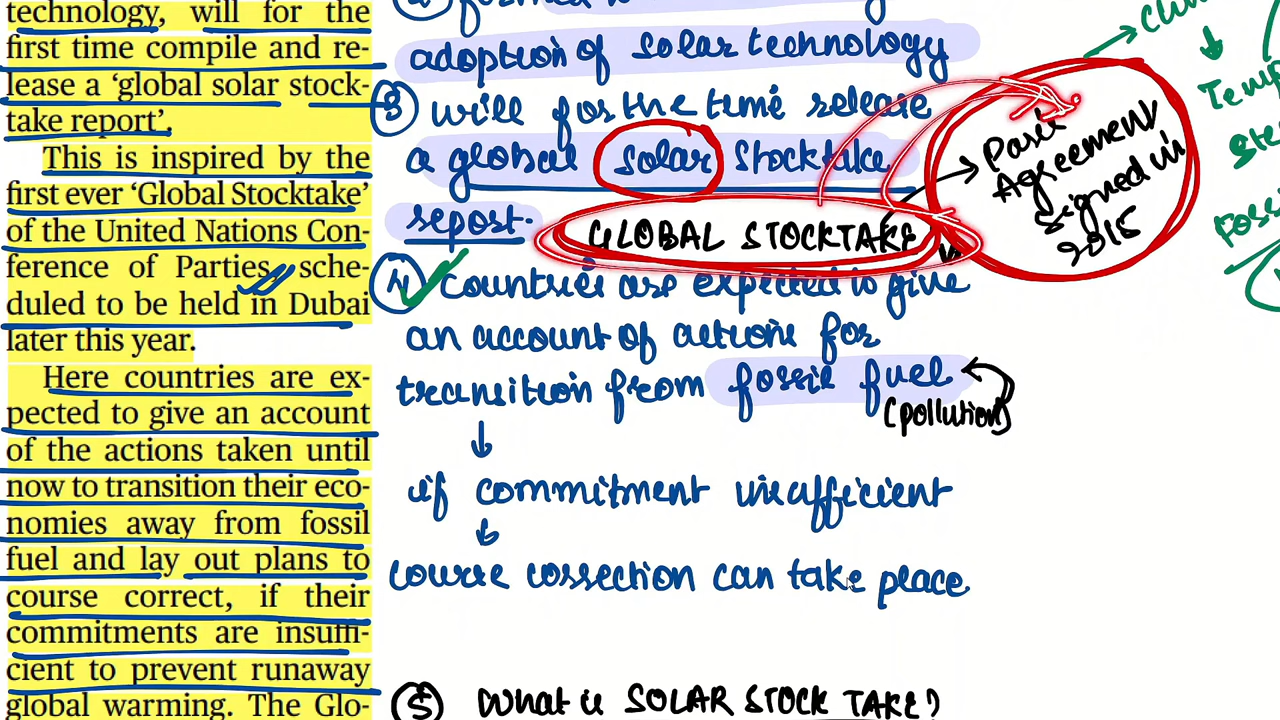 technology, will for the
first time compile and re-
lease a ‘global solar stock-
take report’.
This is inspired by the
first ever ‘Global Stocktake’
of the United Nations Con-
ference of Parties, sche-
duled to be held in Dubai
later this year.
Here countries are ex-
pected to give an account
of the actions taken until
now to transition their eco-
nomies away from fossil
fuel and lay out plans to
course correct, if their
commitments are insuffi-
cient to prevent runaway
global warming. The Glo-
adoption of solar technology
3 will for the time release
a global solar stocktake
report.
GLOBAL STOCKTAKE
4 countries are expected to give
an account of actions for
transition from fossil fuel
(pollution)
if commitment insufficient
course correction can take place
5 What is SOLAR STOCK TAKE?
Paris
Agreement
signed in
2015